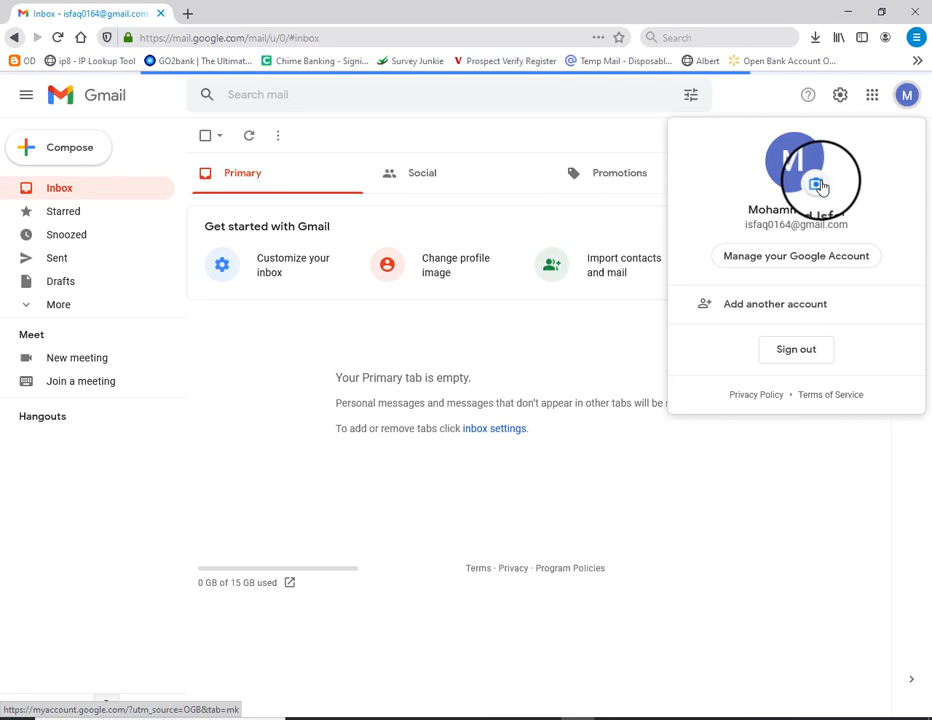 Inbox - isfaq0164@gmail.com
https://mail.google.com/mail/u/0/#inbox
Search
OD
ip8 - IP Lookup Tool
GO2bank | The Ultimat...
Chime Banking - Signi...
Survey Junkie
Prospect Verify Register
Temp Mail - Disposabl...
Albert
Open Bank Account O...
Gmail
Search mail
M
Compose
Inbox
Starred
Snoozed
Sent
Drafts
More
Meet
New meeting
Join a meeting
Hangouts
Primary
Social
Promotions
Get started with Gmail
Customize your
inbox
Change profile
image
Import contacts
and mail
Your Primary tab is empty.
Personal messages and messages that don't appear in other tabs will be
To add or remove tabs click inbox settings.
0 GB of 15 GB used
Terms · Privacy · Program Policies
M
isfaq0164@gmail.com
Manage your Google Account
Add another account
Sign out
Privacy Policy • Terms of Service
https://myaccount.google.com/?utm_source=OGB&tab=mk